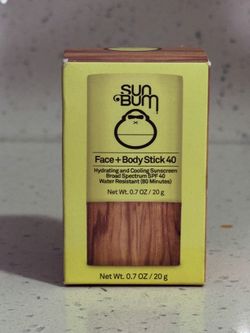 SUN
BUM
Face + Body Stick 40
Hydrating and Cooling Sunscreen
Broad Spectrum SPF 40
Water Resistant (80 Minutes)
Net Wt. 0.7 OZ / 20 g
Net Wt. 0.7 OZ / 20 g